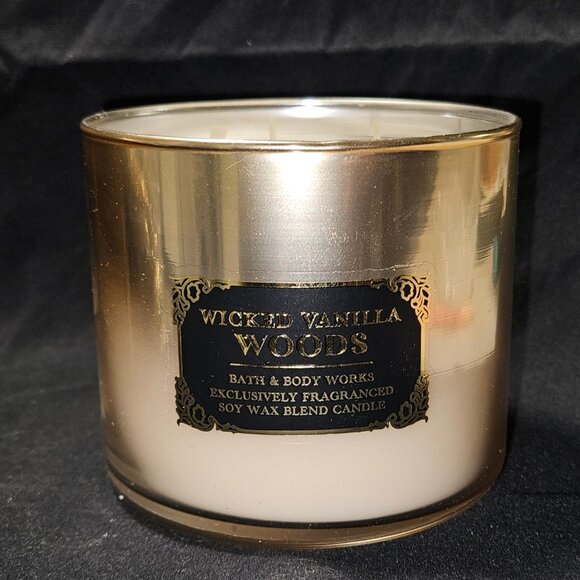 WICKED VANILLA
WOODS
BATH & BODY WORKS
EXCLUSIVELY FRAGRANCED
SOY WAX BLEND CANDLE